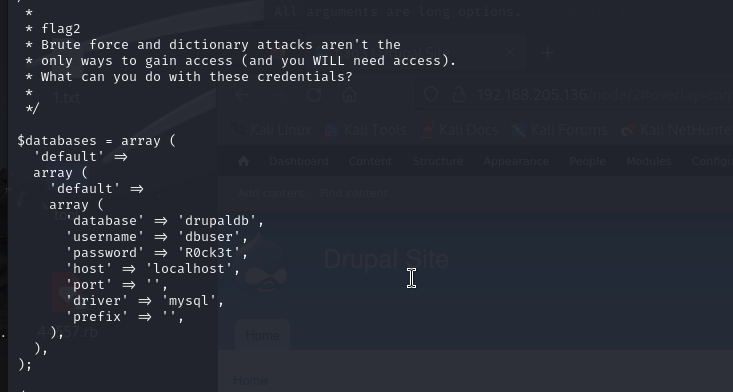 All arguments are long options.
*
* flag2
* Brute force and dictionary attacks aren't the
* only ways to gain access (and you WILL need access).
* What can you do with these credentials?
*
*/
1.txt
192.168.205.136
Kali Linux Kali Tools Kali Docs Kali Forums Kali NetHunte
$databases = array (
'default' =>
Dashboard Content Structure Appearance People Modules Configu
array (
'default' =>
Add content Find content
array (
'database' => 'drupaldb',
'username' => 'dbuser',
'password' => 'R0ck3t',
Drupal Site
'host' => 'localhost',
'port' => '',
'driver' => 'mysql',
'prefix' => '',
),
Home
),
);
Home